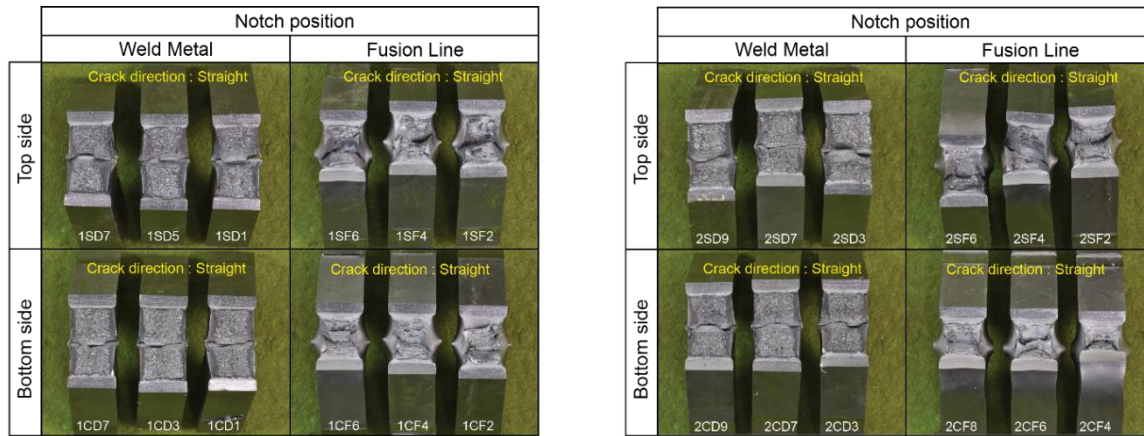 Notch position
Weld Metal
Fusion Line
Top side
Crack direction : Straight
1SD7 1SD5 1SD1
Crack direction : Straight
1SF6 1SF4 1SF2
Bottom side
Crack direction : Straight
1CD7 1CD3 1CD1
Crack direction : Straight
1CF6 1CF4 1CF2
Notch position
Weld Metal
Fusion Line
Top side
Crack direction : Straight
2SD9 2SD7 2SD3
Crack direction : Straight
2SF6 2SF4 2SF2
Bottom side
Crack direction : Straight
2CD9 2CD7 2CD3
Crack direction : Straight
2CF8 2CF6 2CF4